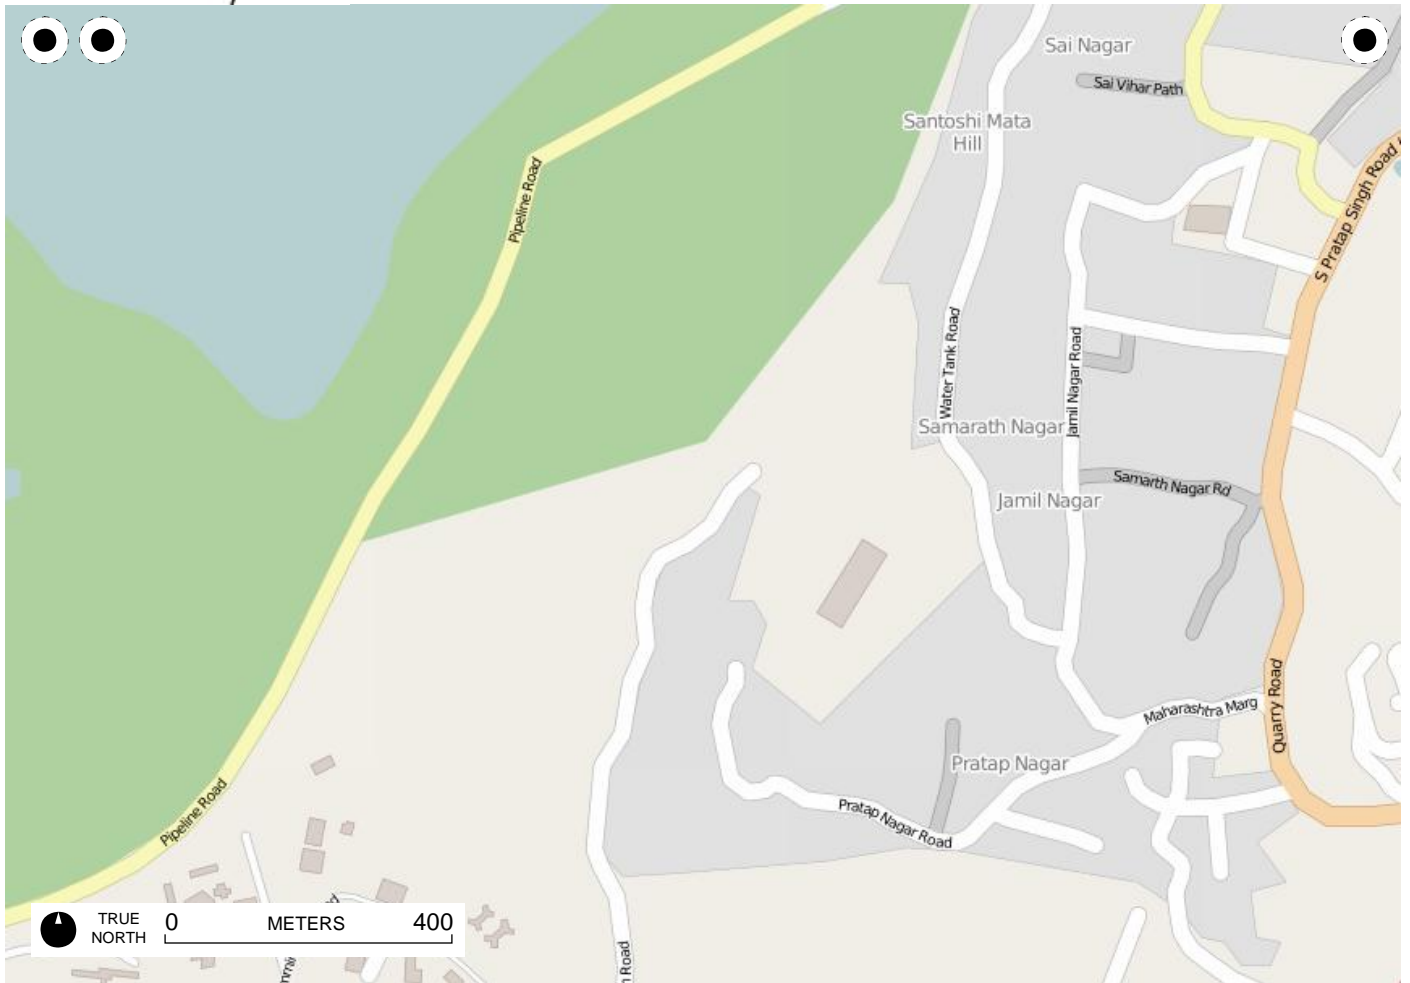 Sai Nagar
Sai Vihar Path
Santoshi Mata
Hill
S Pratap Singh Road
Pipeline Road
Water Tank Road
Jamil Nagar Road
Samarath Nagar
Samarth Nagar Rd
Jamil Nagar
Quarry Road
Maharashtra Marg
Pratap Nagar
Pratap Nagar Road
Pipeline Road
TRUE
NORTH
0 METERS 400
Road